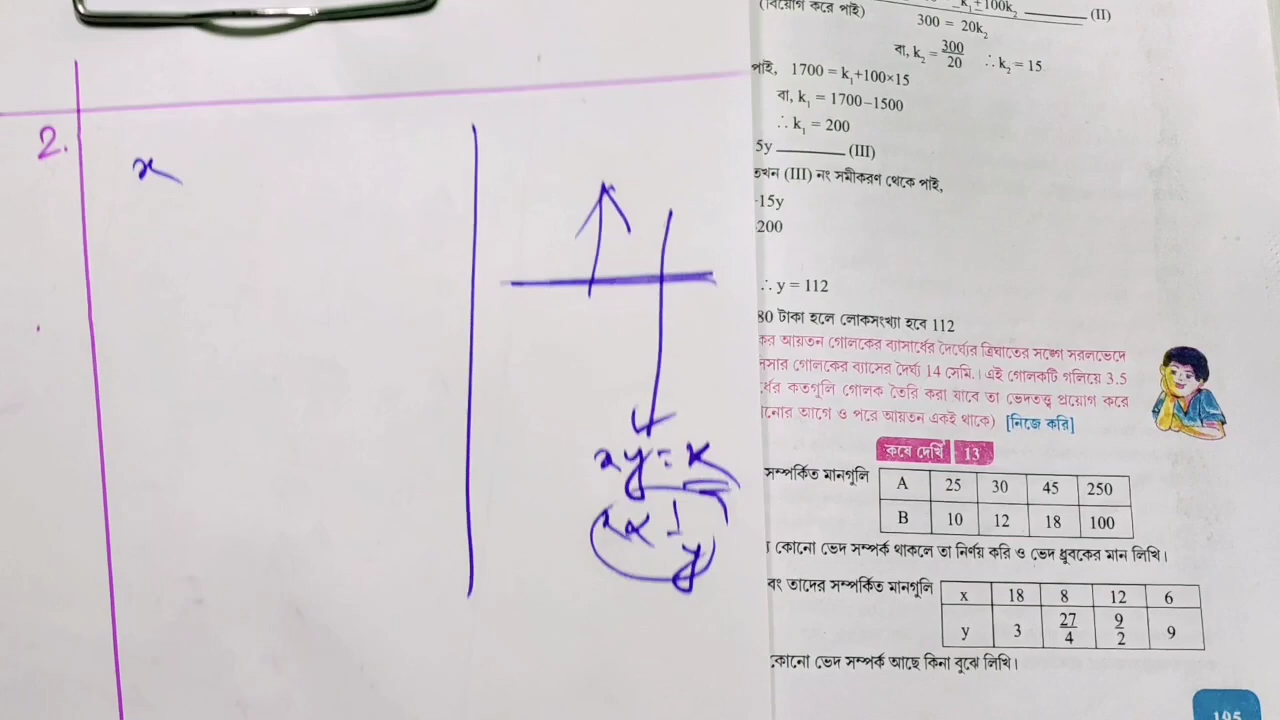 2.
x
xy = k
x ∝ 1/y
(বিয়োগ করে পাই)
k₁+100k₂ ______ (II)
300 = 20k₂
বা, k₂ = 300/20 ∴ k₂ = 15
পাই, 1700 = k₁+100×15
বা, k₁ = 1700–1500
∴ k₁ = 200
5y ______ (III)
তখন (III) নং সমীকরণ থেকে পাই,
15y
200
∴ y = 112
80 টাকা হলে লোকসংখ্যা হবে 112
আয়তন গোলকের ব্যাসার্ধের দৈর্ঘ্যের ত্রিঘাতের সঙ্গে সরলভেদে
গোলকের ব্যাসের দৈর্ঘ্য 14 সেমি। এই গোলকটি গলিয়ে 3.5
কতগুলি গোলক তৈরি করা যাবে তা ভেদতত্ত্ব প্রয়োগ করে
আগে ও পরে আয়তন একই থাকে) [নিজে করি]
কষে দেখি 13
সম্পর্কিত মানগুলি
A 25 30 45 250
B 10 12 18 100
কোনো ভেদ সম্পর্ক থাকলে তা নির্ণয় করি ও ভেদ ধ্রুবকের মান লিখি।
বং তাদের সম্পর্কিত মানগুলি
x 18 8 12 6
y 3 27/4 9/2 9
কোনো ভেদ সম্পর্ক আছে কিনা বুঝে লিখি।
195